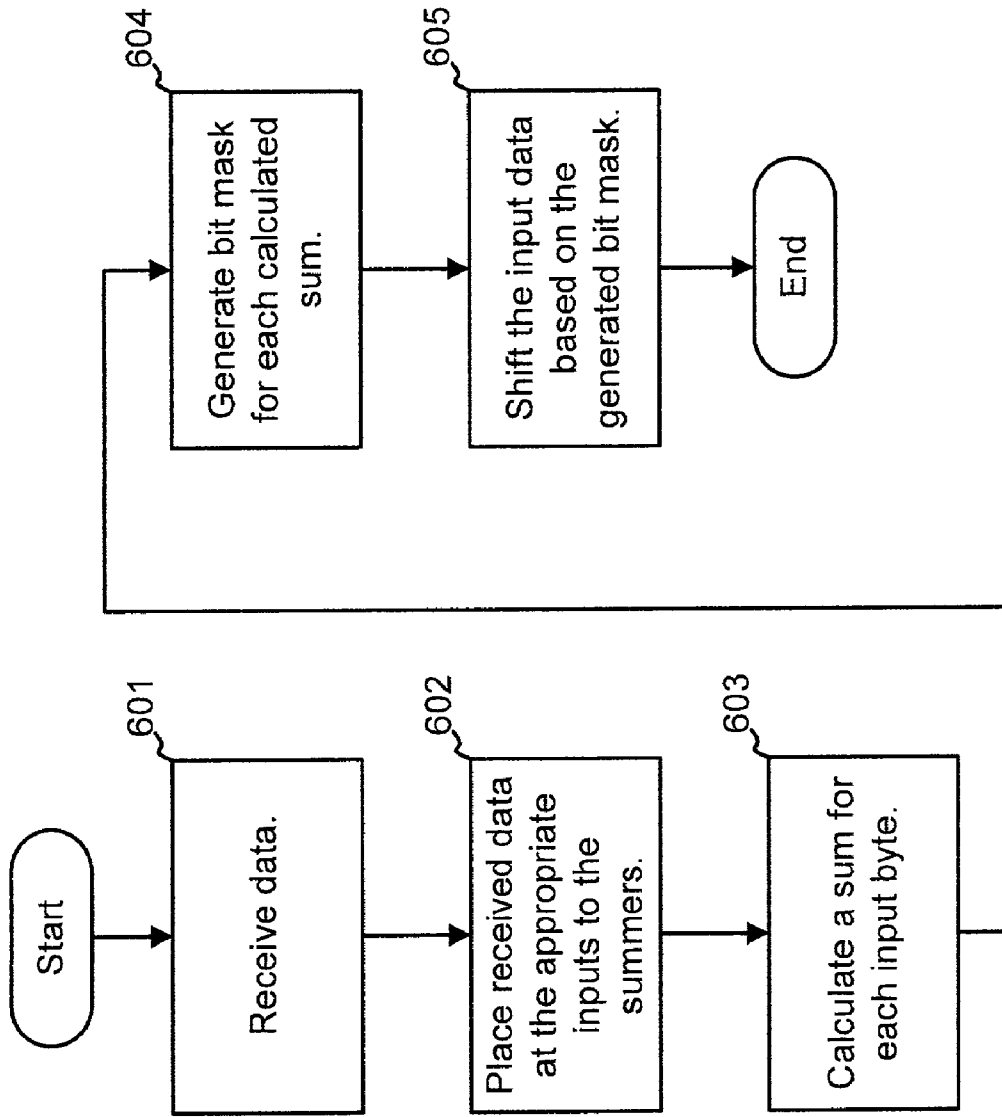 Start
601
Receive data.
602
Place received data
at the appropriate
inputs to the
summers.
603
Calculate a sum for
each input byte.
604
Generate bit mask
for each calculated
sum.
605
Shift the input data
based on the
generated bit mask.
End